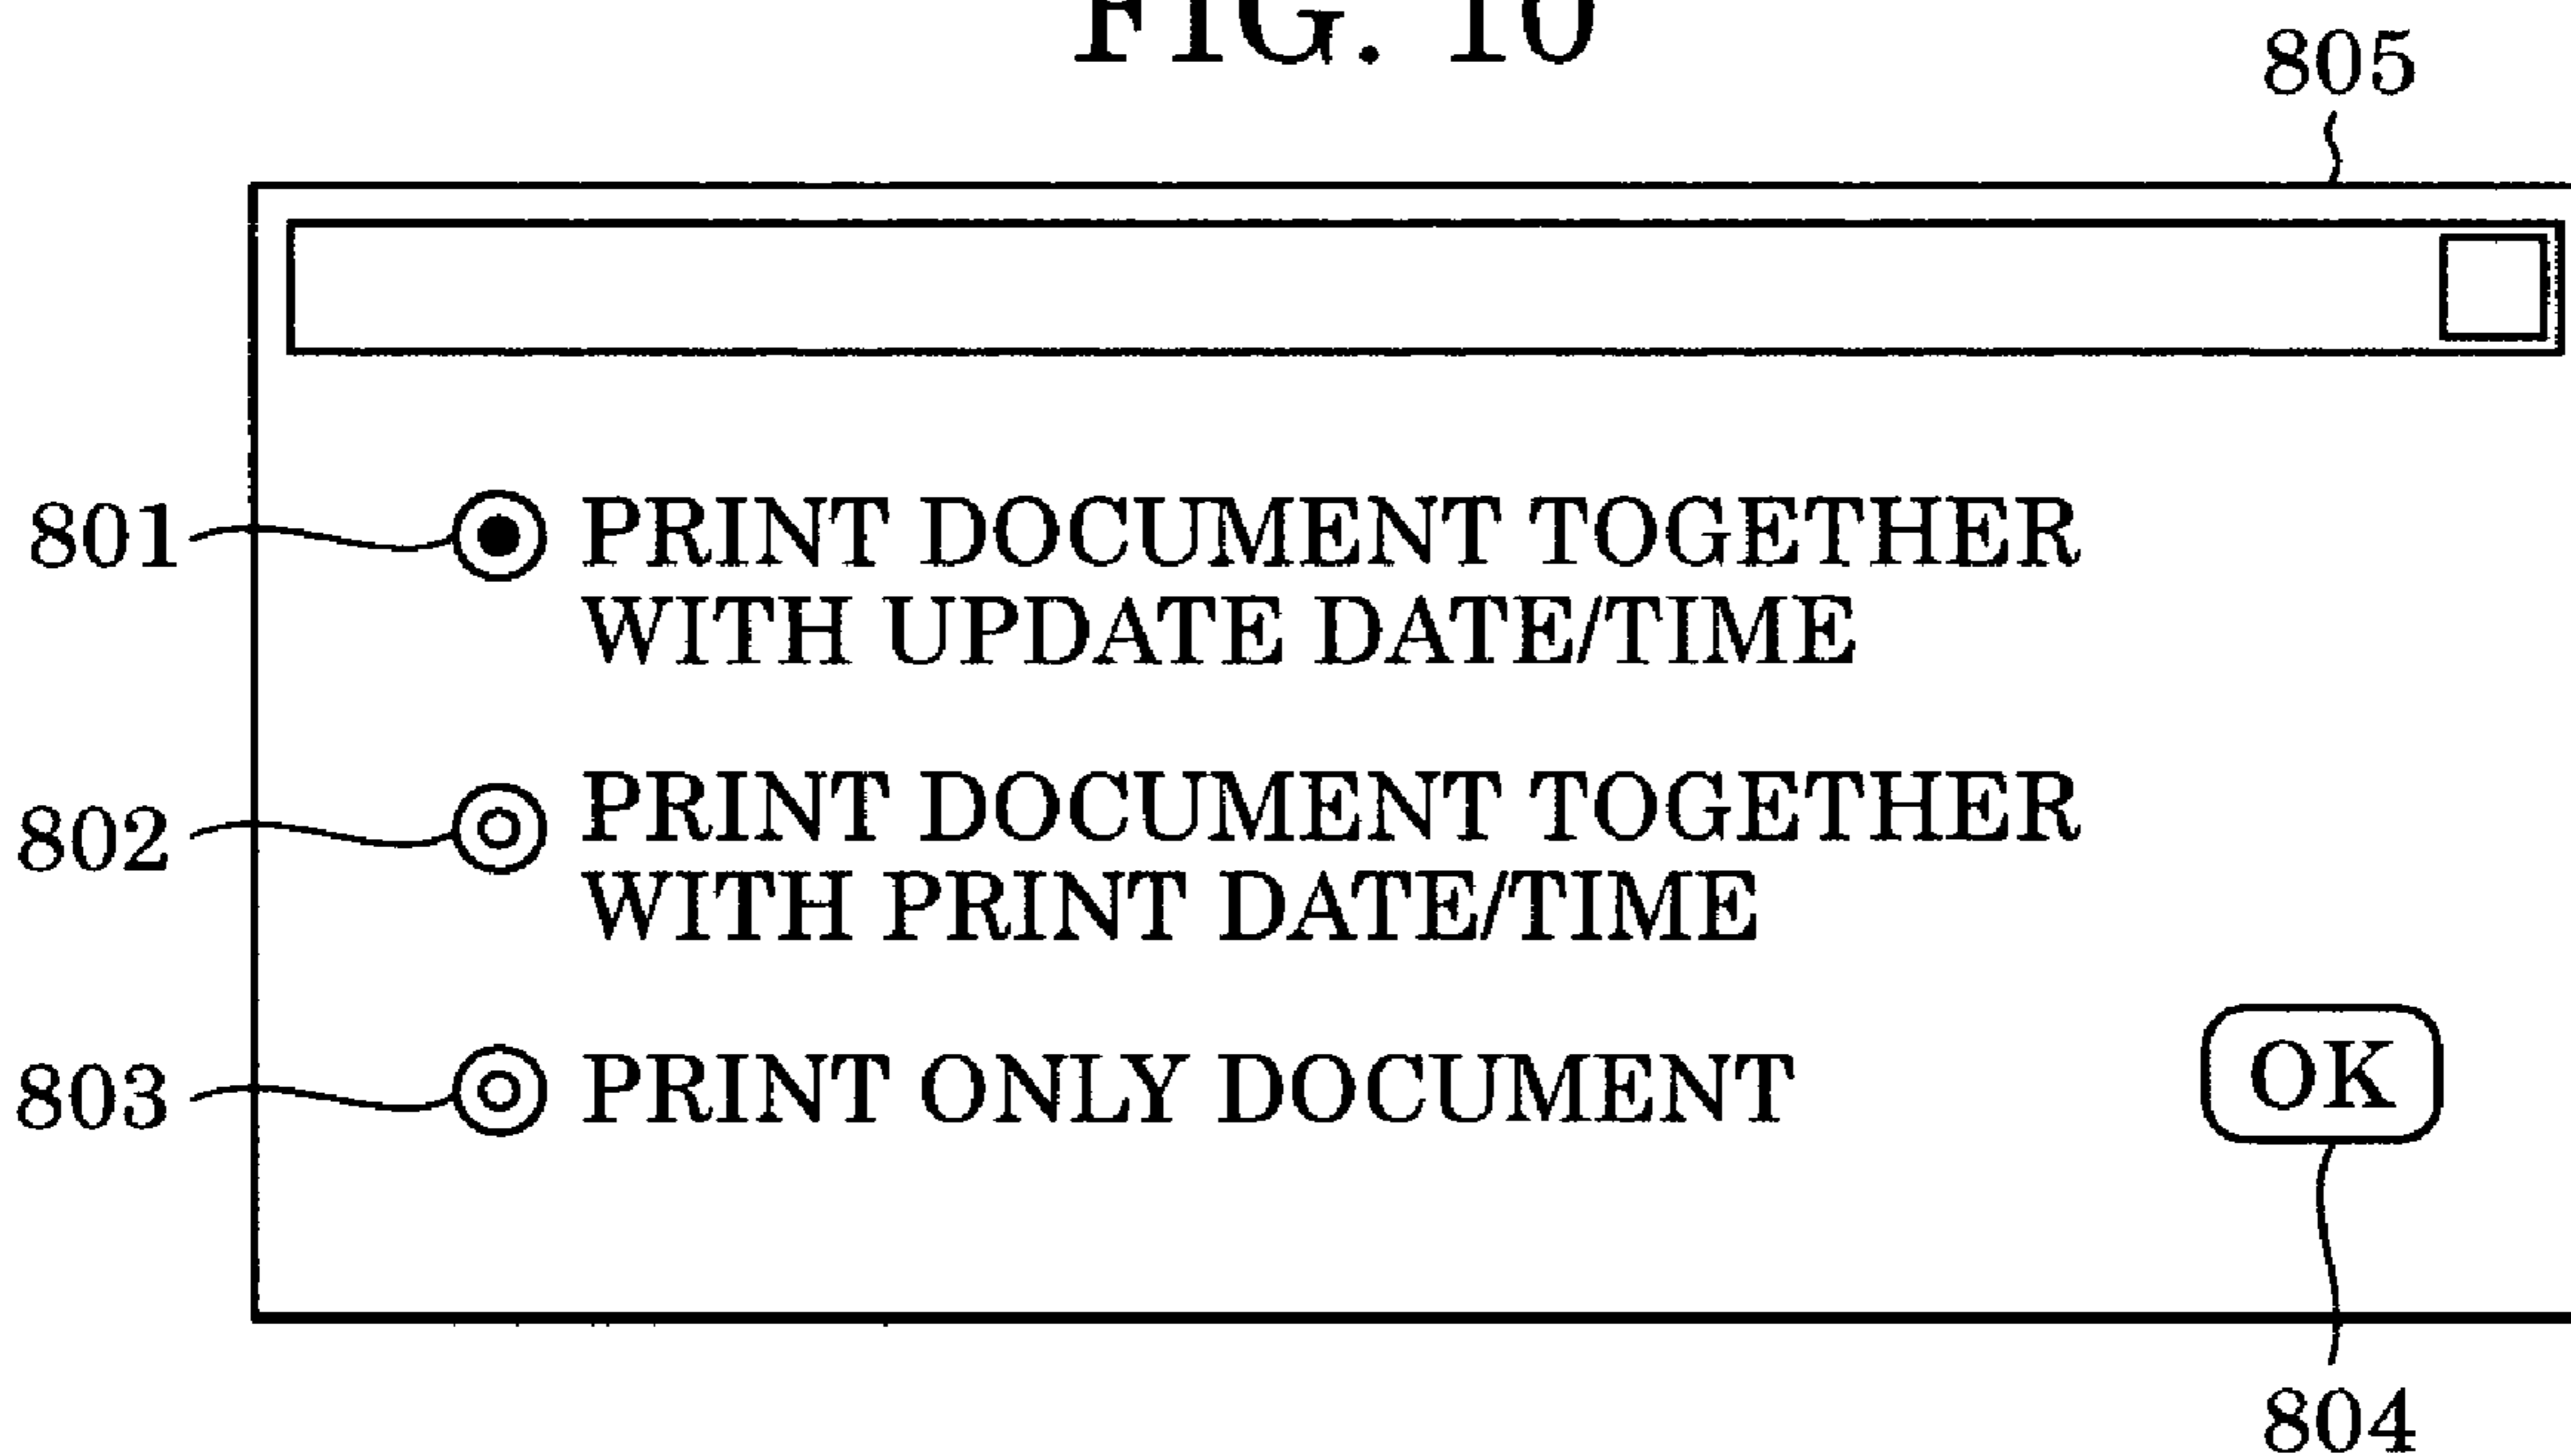 FIG. 10
805
801 PRINT DOCUMENT TOGETHER
WITH UPDATE DATE/TIME
802 PRINT DOCUMENT TOGETHER
WITH PRINT DATE/TIME
803 PRINT ONLY DOCUMENT
OK
804